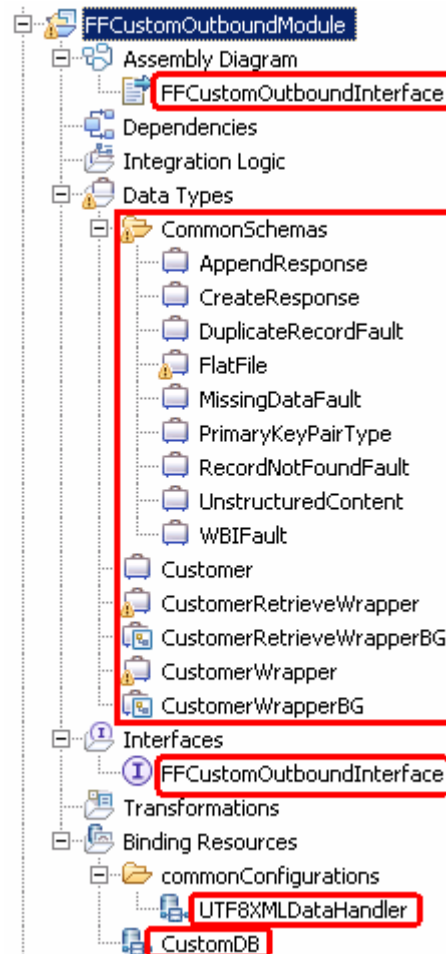 FFCustomOutboundModule
Assembly Diagram
FFCustomOutboundInterface
Dependencies
Integration Logic
Data Types
CommonSchemas
AppendResponse
CreateResponse
DuplicateRecordFault
FlatFile
MissingDataFault
PrimaryKeyPairType
RecordNotFoundFault
UnstructuredContent
WBIFault
Customer
CustomerRetrieveWrapper
CustomerRetrieveWrapperBG
CustomerWrapper
CustomerWrapperBG
Interfaces
FFCustomOutboundInterface
Transformations
Binding Resources
commonConfigurations
UTF8XMLDataHandler
CustomDB